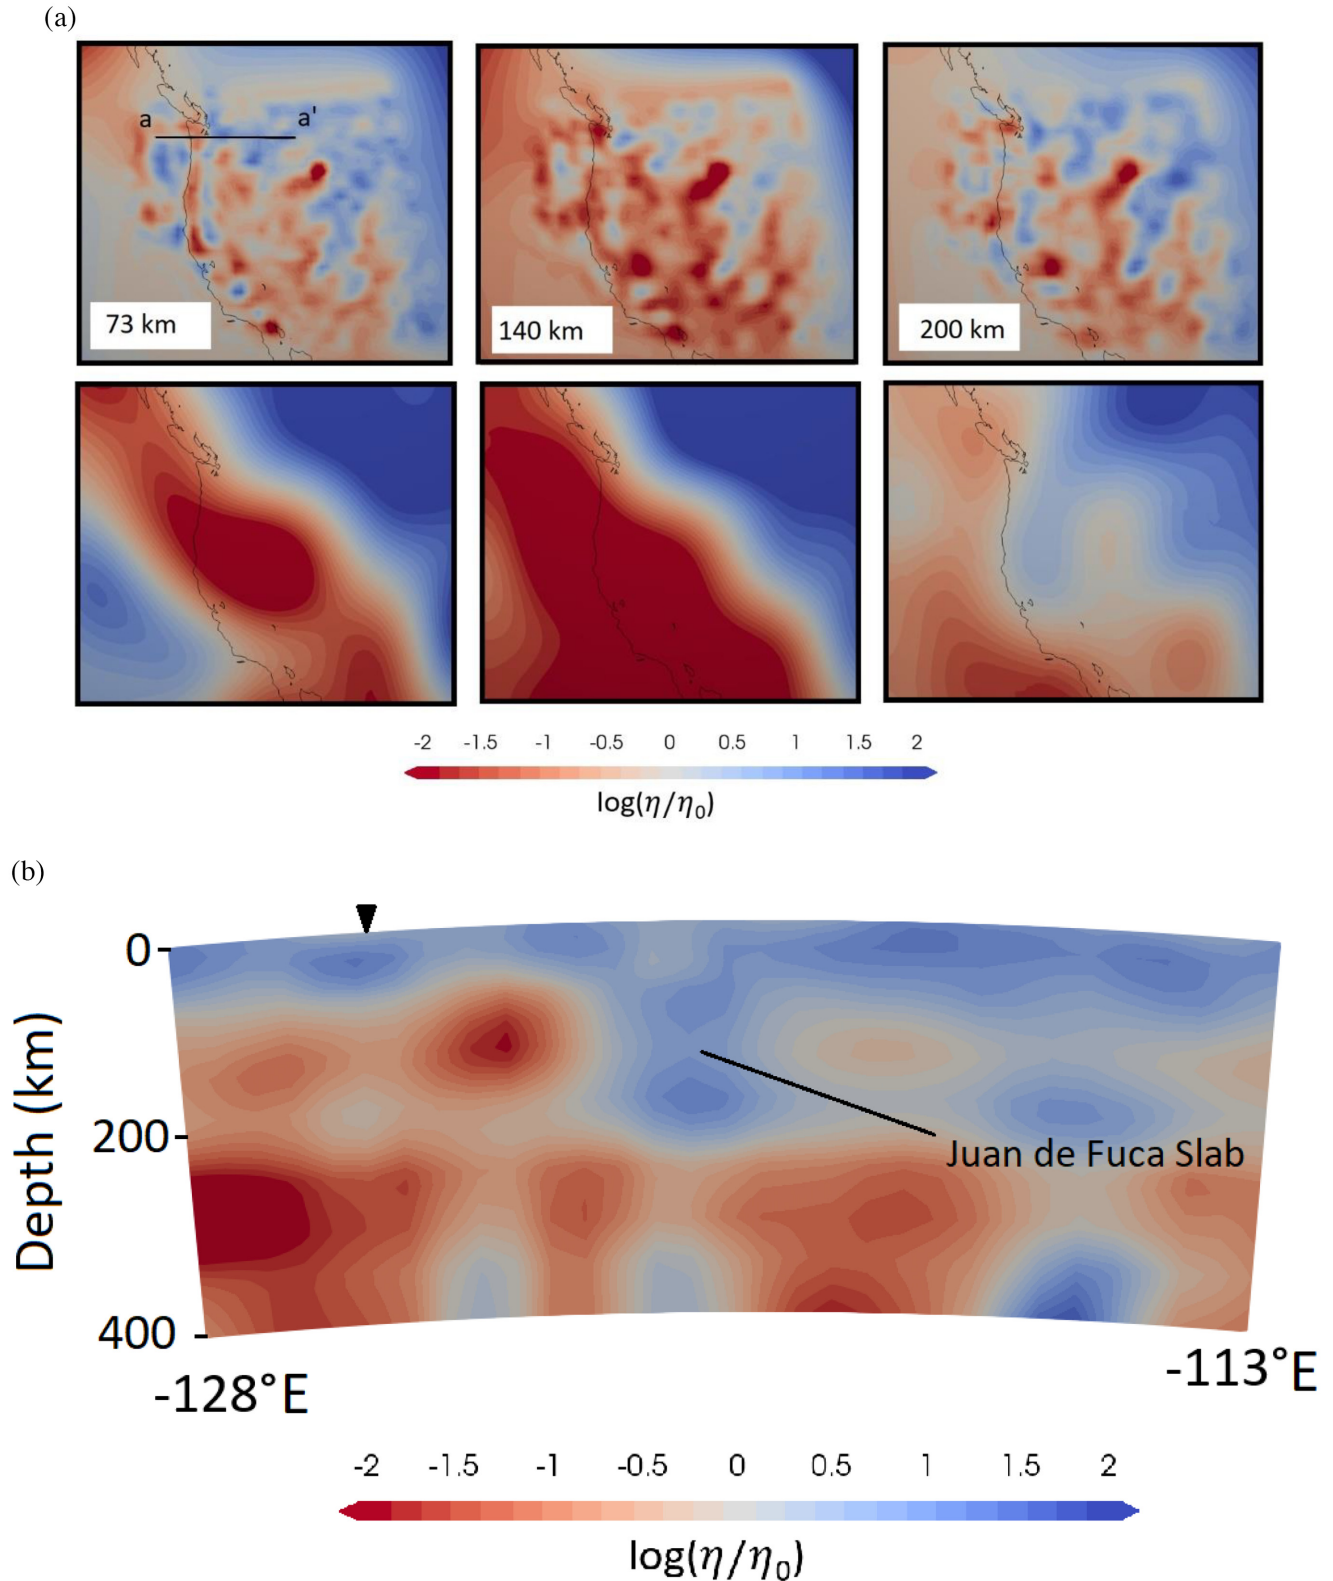 (a)
a a'
73 km
140 km
200 km
-2 -1.5 -1 -0.5 0 0.5 1 1.5 2
log(η/η₀)
(b)
0
200
400
Depth (km)
Juan de Fuca Slab
-128°E
-113°E
-2 -1.5 -1 -0.5 0 0.5 1 1.5 2
log(η/η₀)